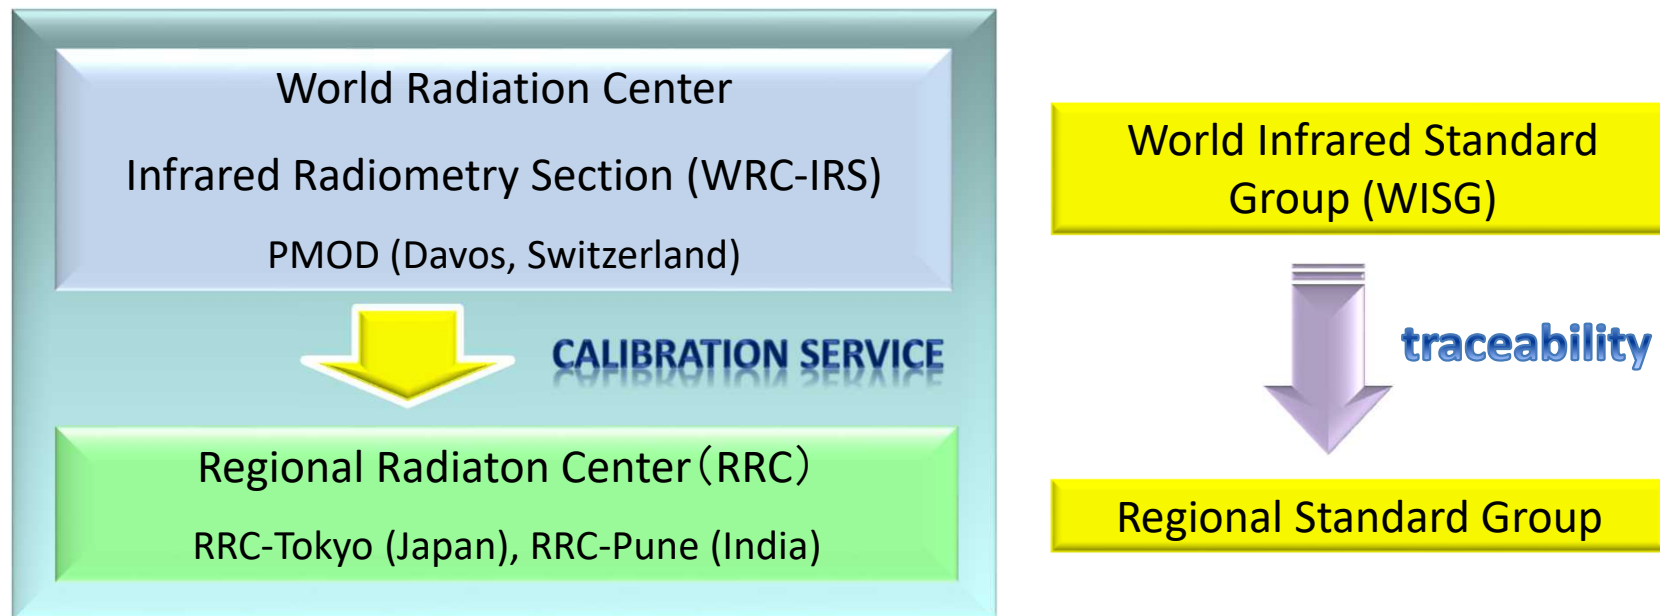 World Radiation Center
Infrared Radiometry Section (WRC-IRS)
PMOD (Davos, Switzerland)
CALIBRATION SERVICE
Regional Radiaton Center（RRC）
RRC-Tokyo (Japan), RRC-Pune (India)
World Infrared Standard
Group (WISG)
traceability
Regional Standard Group